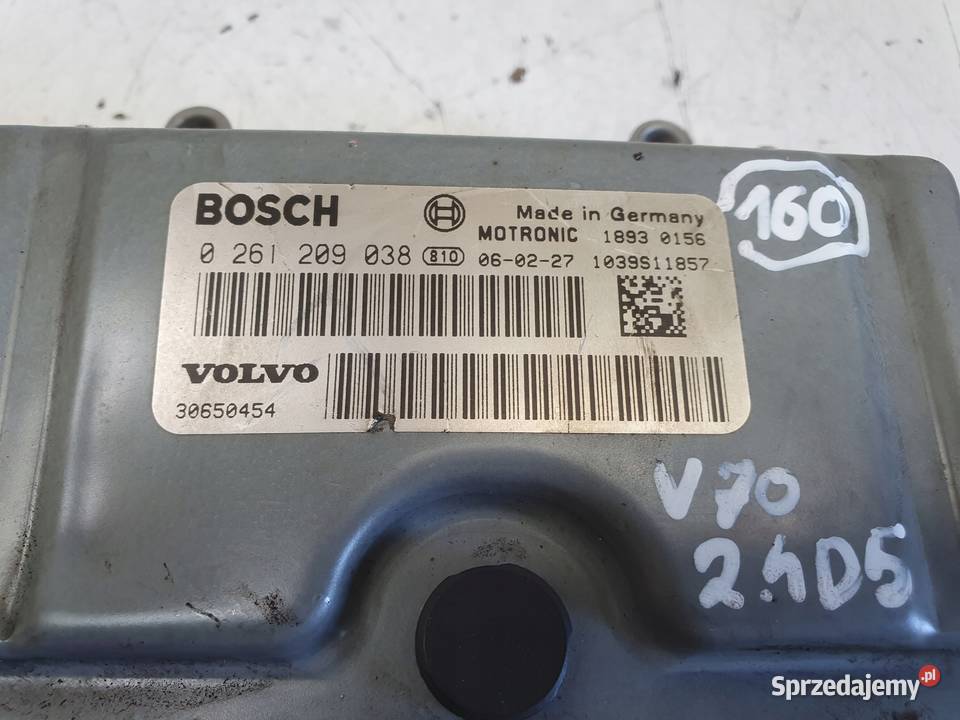 BOSCH
Made in Germany
MOTRONIC 1893 0156
0 261 209 038 810 06-02-27 1039S11857
VOLVO
30650454
160
V70
2.4D5
Sprzedajemy.pl